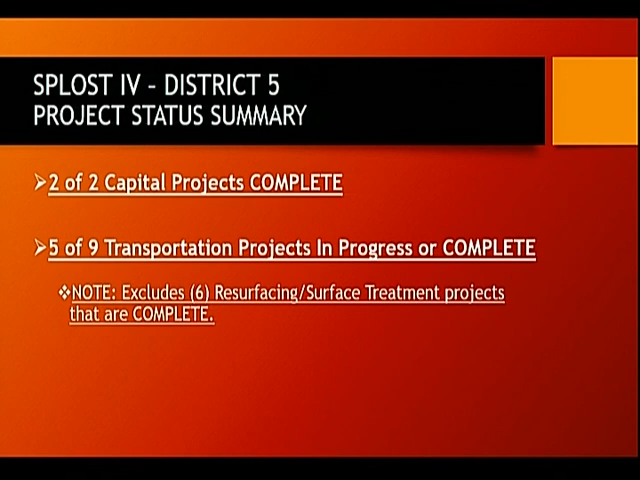 SPLOST IV – DISTRICT 5
PROJECT STATUS SUMMARY
➢2 of 2 Capital Projects COMPLETE
➢5 of 9 Transportation Projects In Progress or COMPLETE
❖NOTE: Excludes (6) Resurfacing/Surface Treatment projects
that are COMPLETE.